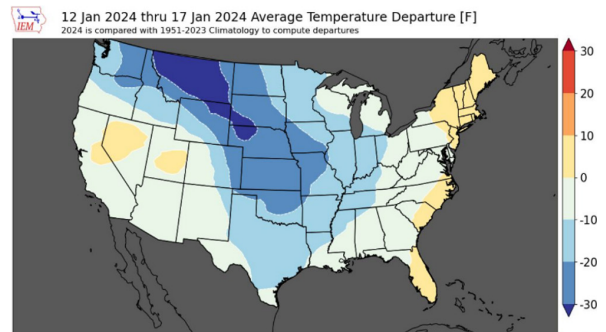 IEM
12 Jan 2024 thru 17 Jan 2024 Average Temperature Departure [F]
2024 is compared with 1951-2023 Climatology to compute departures
30
20
10
0
-10
-20
-30